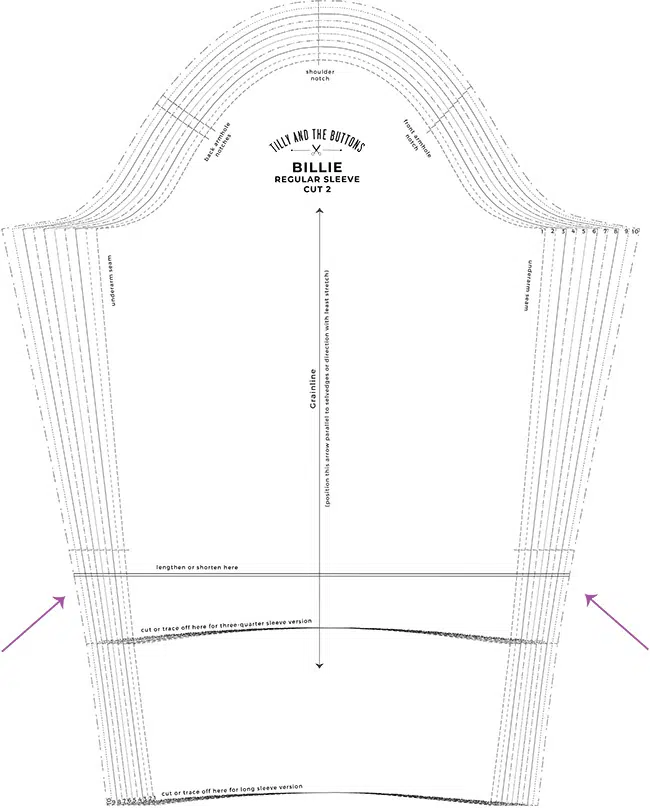 shoulder
notch
back armhole
notches
front armhole
notch
TILLY AND THE BUTTONS
BILLIE
REGULAR SLEEVE
CUT 2
1 2 3 4 5 6 7 8 9 10
underarm seam
underarm seam
Grainline
(position this arrow parallel to selvedges or direction with least stretch)
lengthen or shorten here
cut or trace off here for three-quarter sleeve version
cut or trace off here for long sleeve version